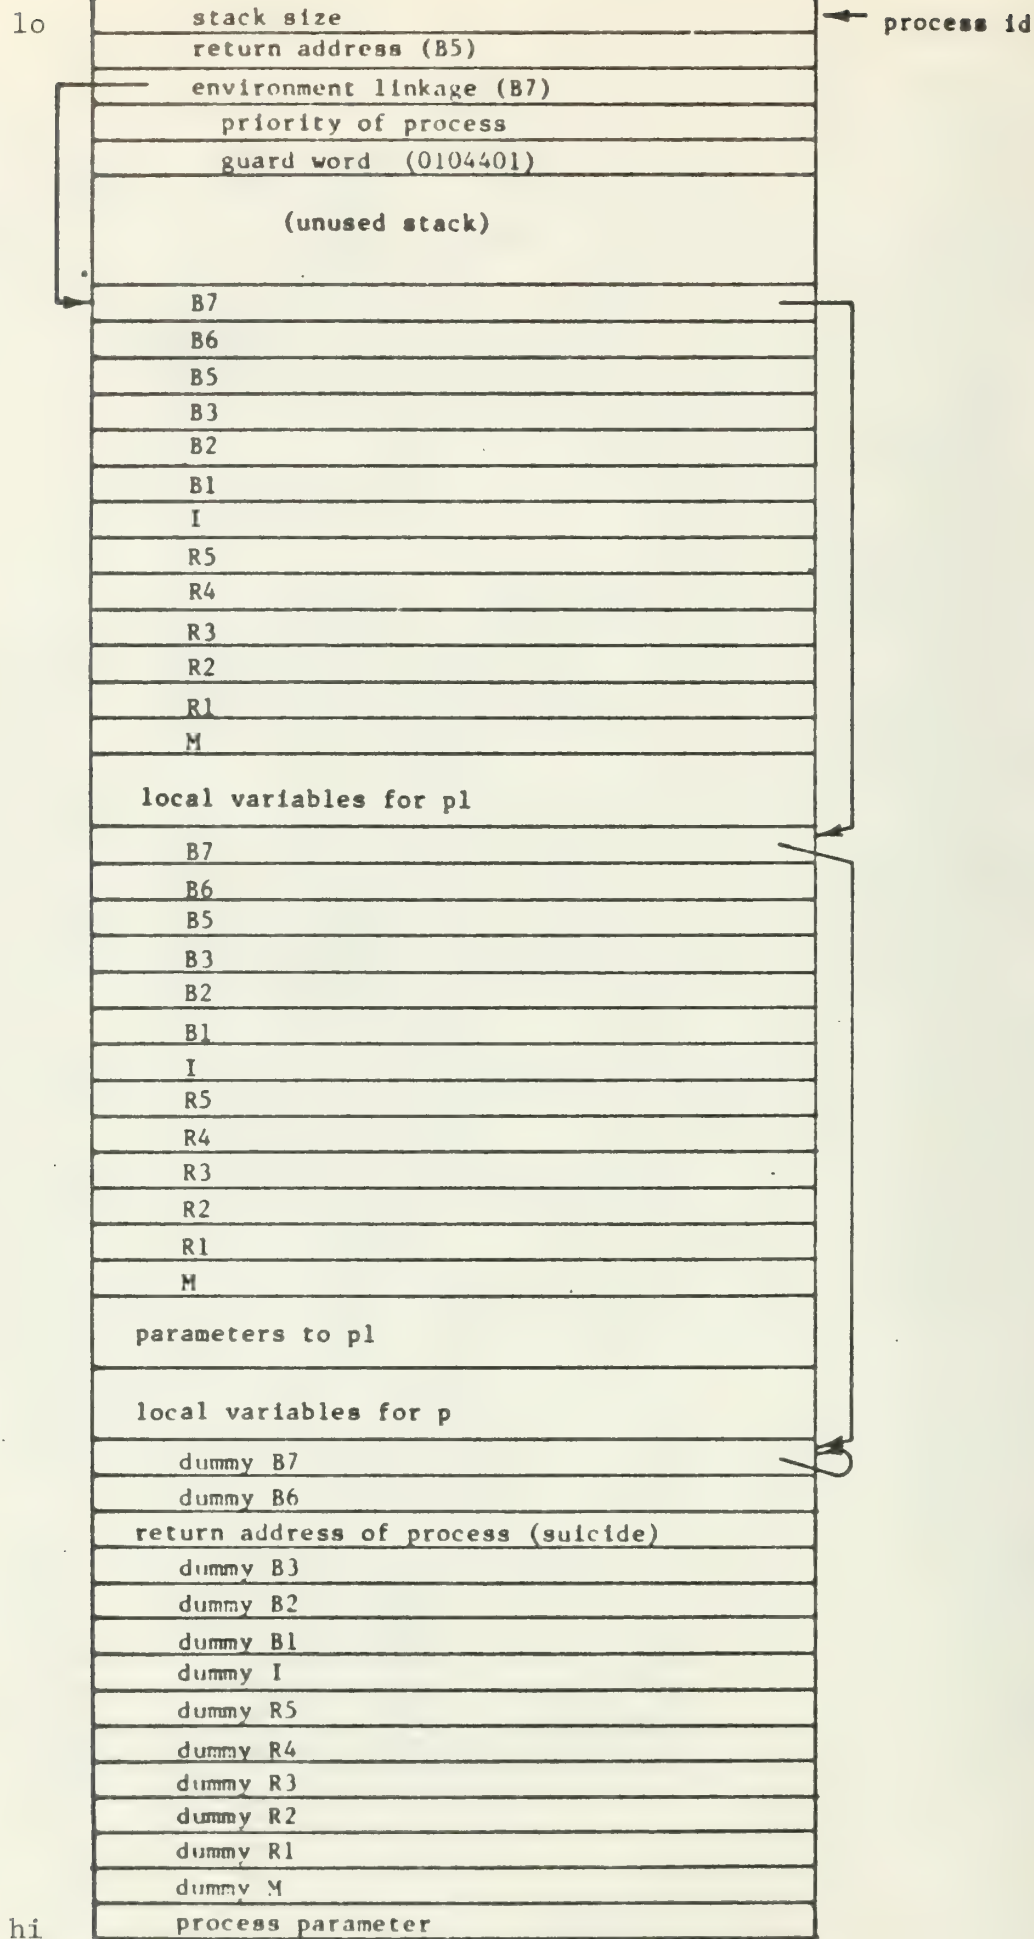 lo
stack size
process id
return address (B5)
environment linkage (B7)
priority of process
guard word (0104401)
(unused stack)
B7
B6
B5
B3
B2
B1
I
R5
R4
R3
R2
R1
M
local variables for p1
B7
B6
B5
B3
B2
B1
I
R5
R4
R3
R2
R1
M
parameters to p1
local variables for p
dummy B7
dummy B6
return address of process (suicide)
dummy B3
dummy B2
dummy B1
dummy I
dummy R5
dummy R4
dummy R3
dummy R2
dummy R1
dummy M
hi
process parameter